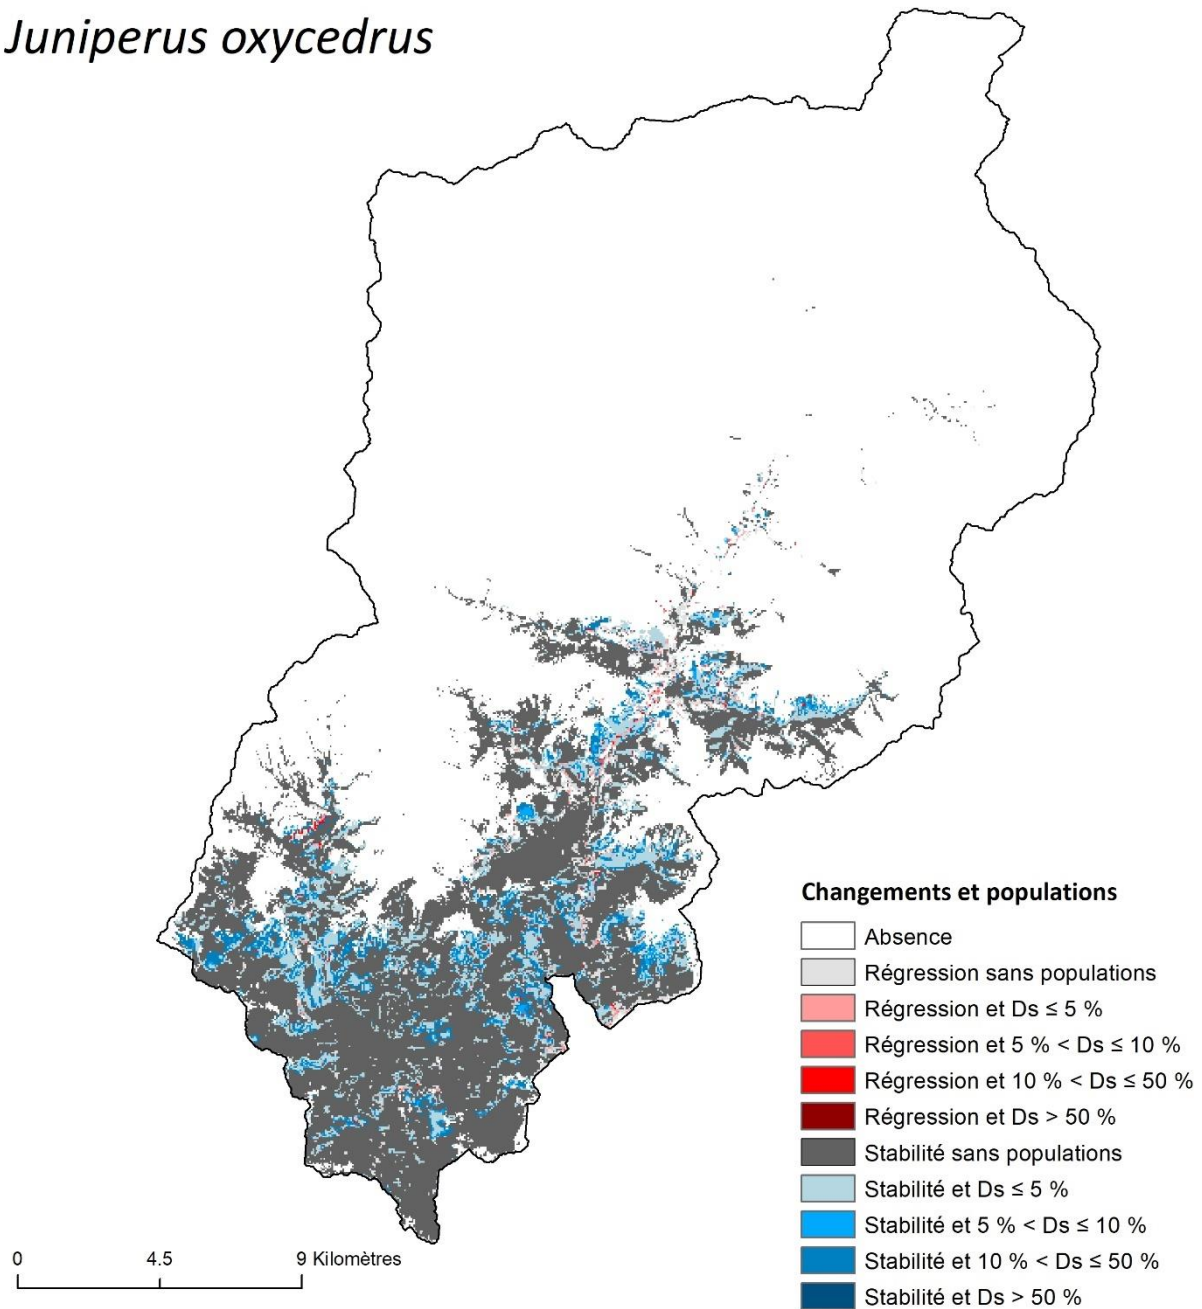 Juniperus oxycedrus
Changements et populations
Absence
Régression sans populations
Régression et Ds ≤ 5 %
Régression et 5 % < Ds ≤ 10 %
Régression et 10 % < Ds ≤ 50 %
Régression et Ds > 50 %
Stabilité sans populations
Stabilité et Ds ≤ 5 %
Stabilité et 5 % < Ds ≤ 10 %
Stabilité et 10 % < Ds ≤ 50 %
Stabilité et Ds > 50 %
0 4.5 9 Kilomètres